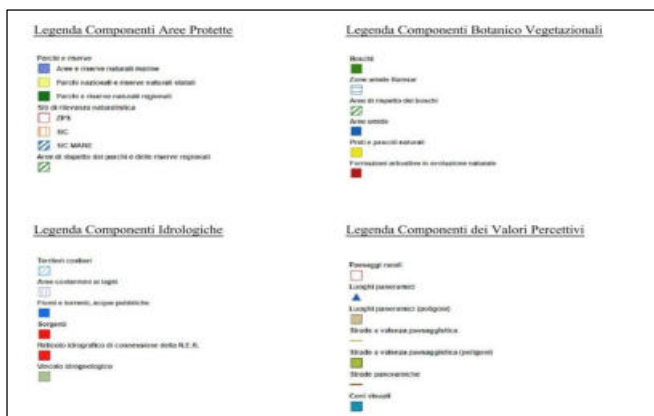 Legenda Componenti Aree Protette
Parchi e riserve
Aree e riserve naturali marine
Parchi nazionali e riserve naturali statali
Parchi e riserve naturali regionali
Siti di rilevanza naturalistica
ZPS
SIC
SIC MARE
Aree di rispetto dei parchi e delle riserve regionali
Legenda Componenti Botanico Vegetazionali
Boschi
Zone umide Ramsar
Aree di rispetto dei boschi
Aree umide
Prati e pascoli naturali
Formazioni arbustive in evoluzione naturale
Legenda Componenti Idrologiche
Territori costieri
Aree contermini ai laghi
Fiumi e torrenti, acque pubbliche
Sorgenti
Reticolo idrografico di connessione della R.E.R.
Vincolo idrogeologico
Legenda Componenti dei Valori Percettivi
Paesaggi rurali
Luoghi panoramici
Luoghi panoramici (poligoni)
Strade a valenza paesaggistica
Strade a valenza paesaggistica (poligoni)
Strade panoramiche
Coni visuali